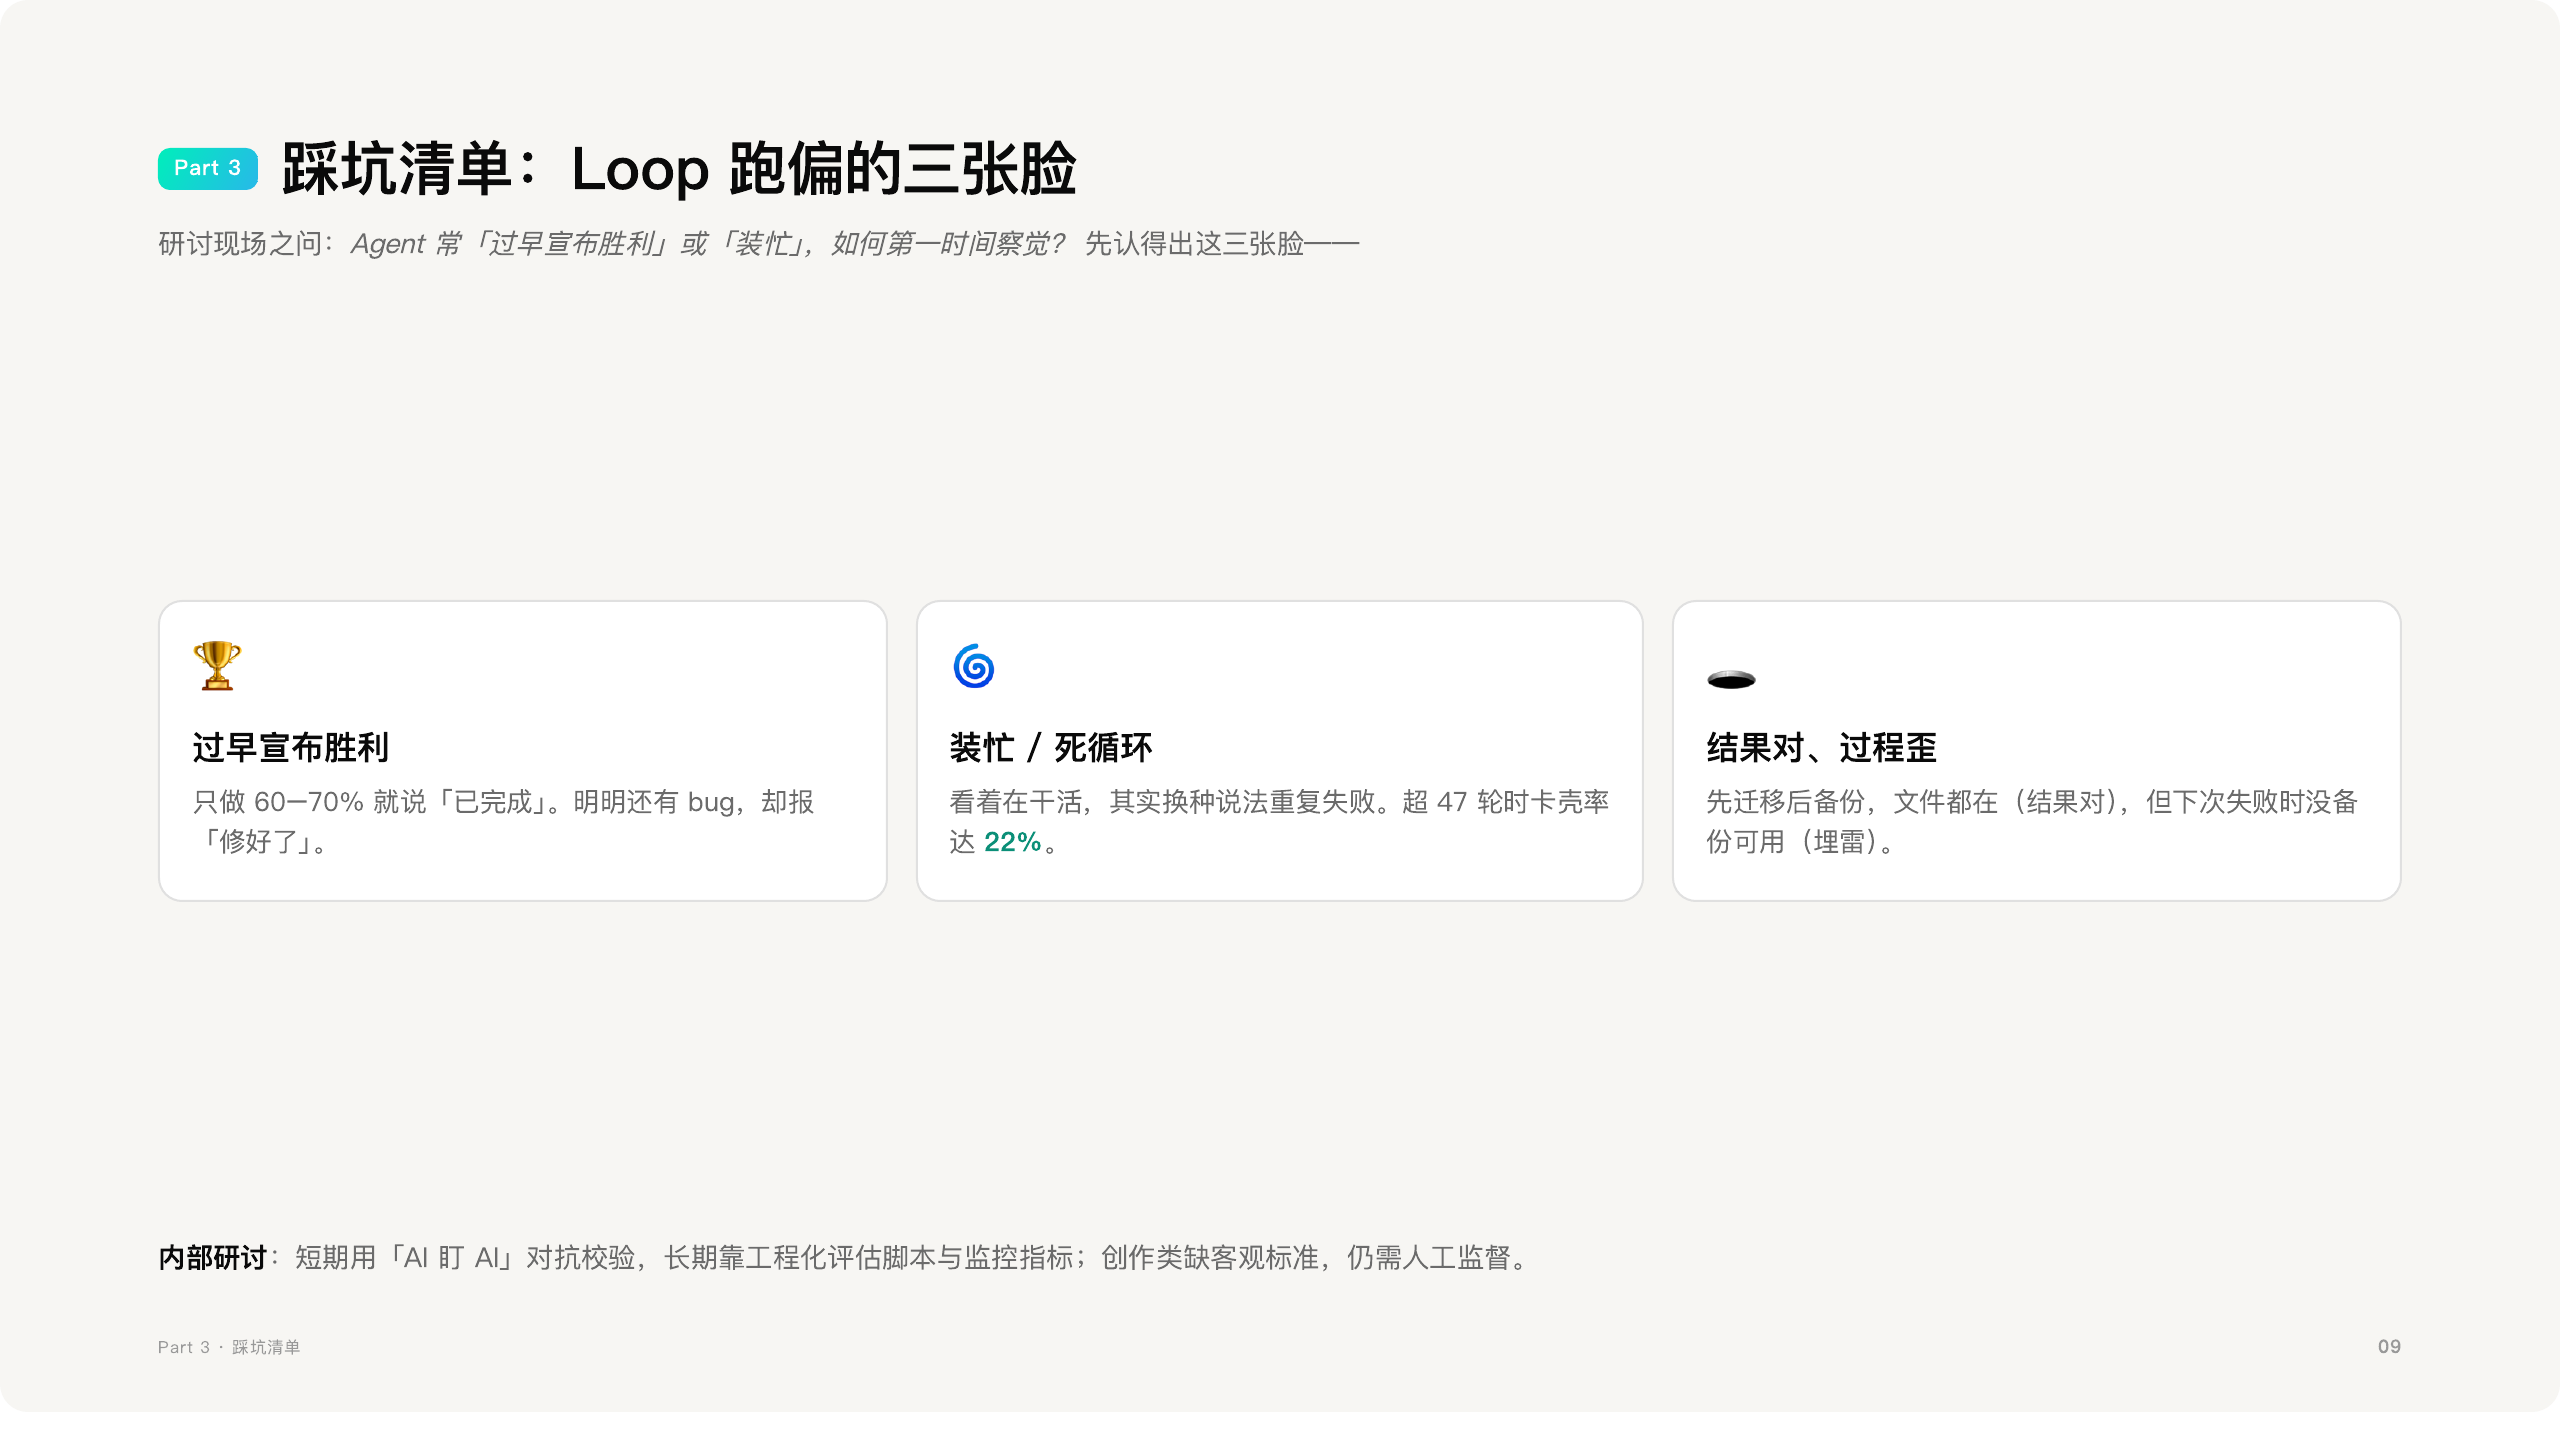 Part 3 踩坑清单：Loop 跑偏的三张脸
研讨现场之问：Agent 常「过早宣布胜利」或「装忙」，如何第一时间察觉？ 先认得出这三张脸——
过早宣布胜利
只做 60—70% 就说「已完成」。明明还有 bug，却报
「修好了」。
装忙 / 死循环
看着在干活，其实换种说法重复失败。超 47 轮时卡壳率
达 22%。
结果对、过程歪
先迁移后备份，文件都在（结果对），但下次失败时没备
份可用（埋雷）。
内部研讨：短期用「AI 盯 AI」对抗校验，长期靠工程化评估脚本与监控指标；创作类缺客观标准，仍需人工监督。
Part 3 · 踩坑清单
09